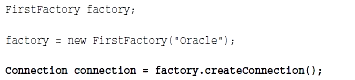 FirstFactory factory;
factory = new FirstFactory("Oracle");
Connection connection = factory.createConnection();